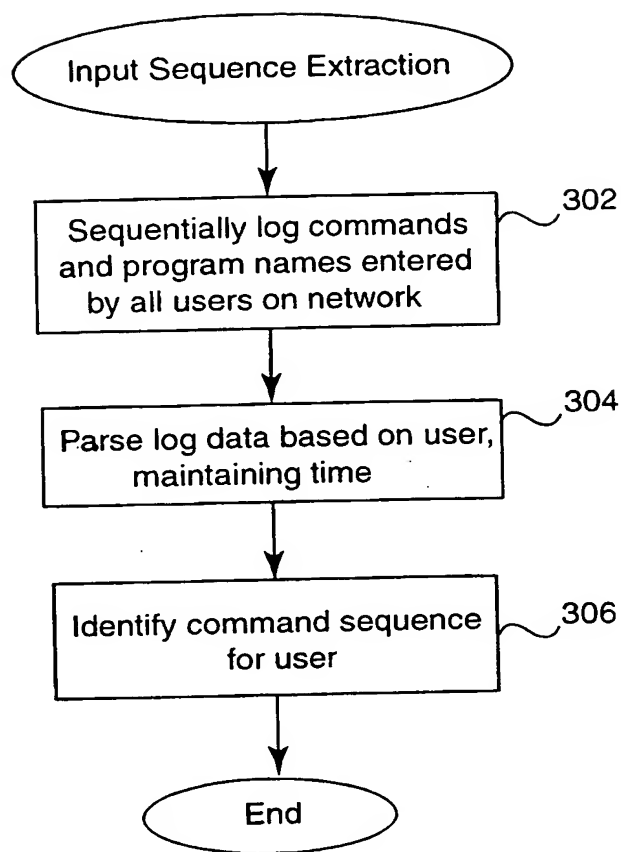 Input Sequence Extraction
302
Sequentially log commands
and program names entered
by all users on network
304
Parse log data based on user,
maintaining time
306
Identify command sequence
for user
End